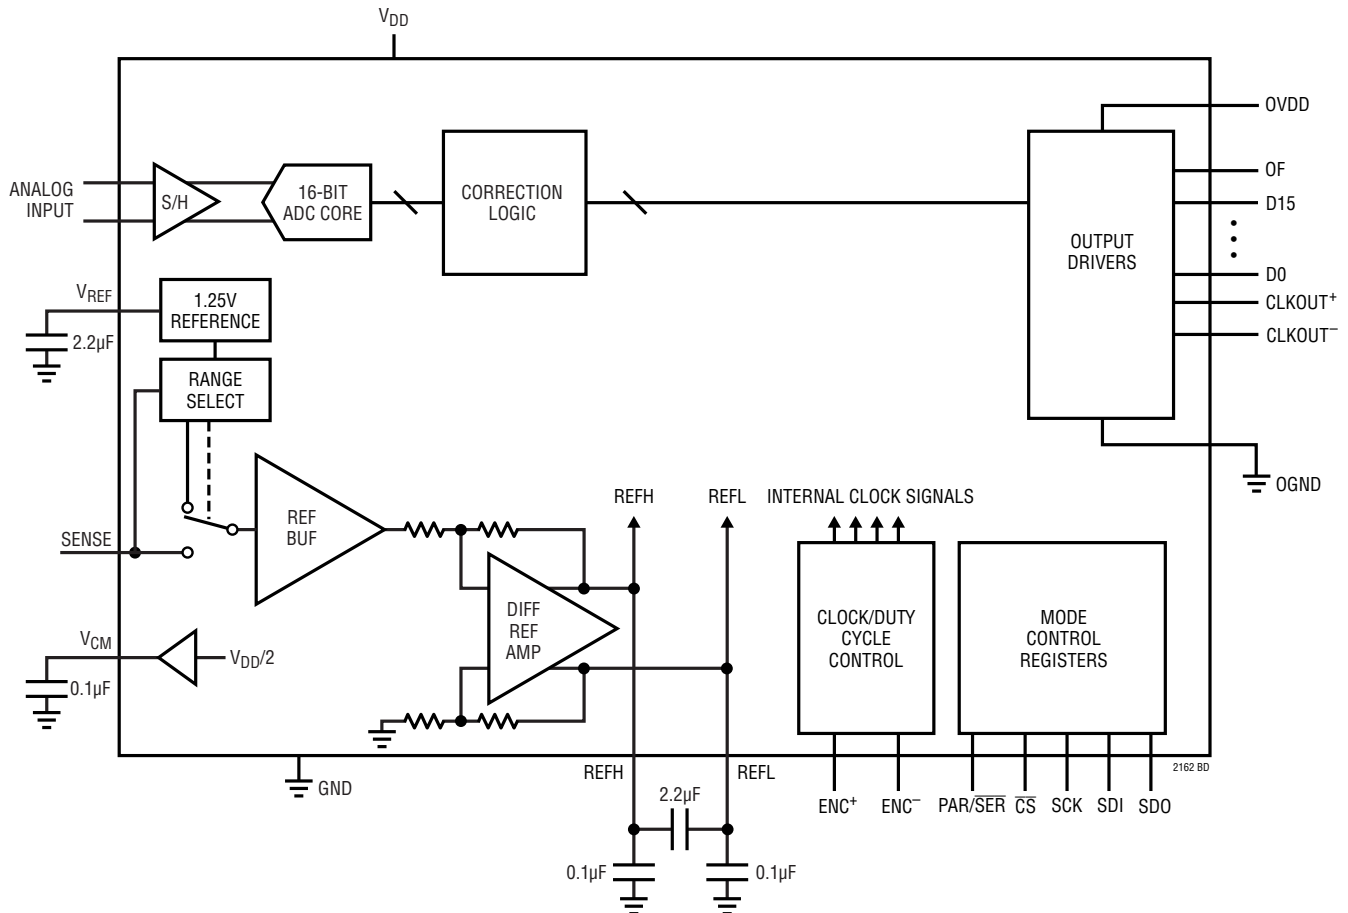 VDD
OVDD
OF
D15
D0
CLKOUT+
CLKOUT–
OGND
ANALOG
INPUT
S/H
16-BIT
ADC CORE
CORRECTION
LOGIC
OUTPUT
DRIVERS
VREF
2.2µF
1.25V
REFERENCE
RANGE
SELECT
SENSE
REF
BUF
DIFF
REF
AMP
REFH
REFL
INTERNAL CLOCK SIGNALS
CLOCK/DUTY
CYCLE
CONTROL
MODE
CONTROL
REGISTERS
VCM
VDD/2
0.1µF
GND
REFH
REFL
2.2µF
0.1µF
0.1µF
ENC+
ENC–
PAR/SER
CS
SCK
SDI
SDO
2162 BD